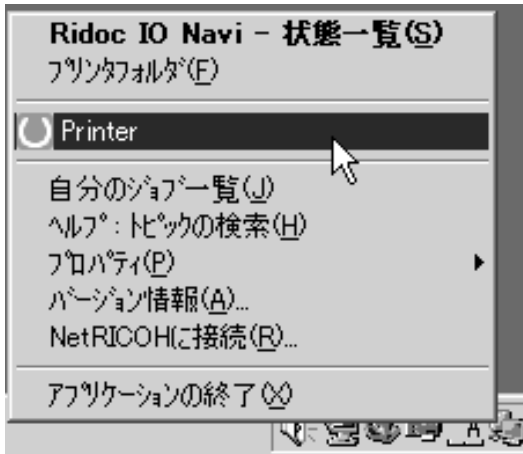 Ridoc IO Navi - 状態一覧(S)
プリンタフォルダ(F)
Printer
自分のジョブ一覧(J)
ヘルプ:トピックの検索(H)
プロパティ(P)
バージョン情報(A)...
NetRICOHに接続(R)...
アプリケーションの終了(X)